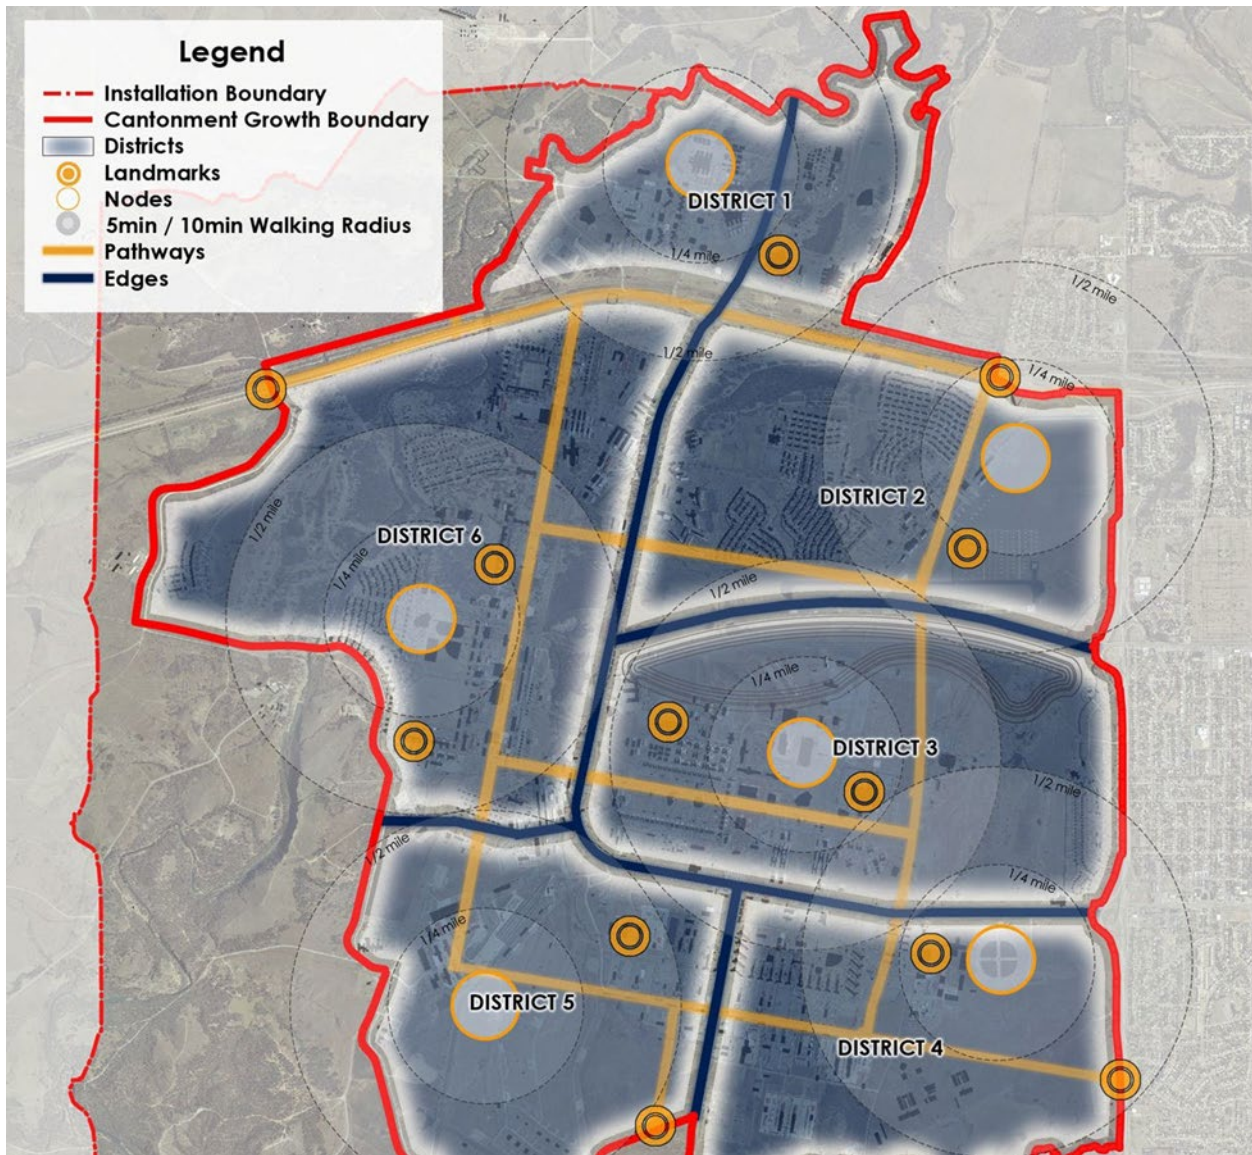 Legend
Installation Boundary
Cantonment Growth Boundary
Districts
Landmarks
Nodes
5min / 10min Walking Radius
Pathways
Edges
DISTRICT 1
1/4 mile
1/2 mile
1/2 mile
1/4 mile
DISTRICT 2
1/2 mile
DISTRICT 6
1/4 mile
1/2 mile
1/4 mile
DISTRICT 3
1/2 mile
1/2 mile
1/4 mile
1/4 mile
DISTRICT 5
DISTRICT 4